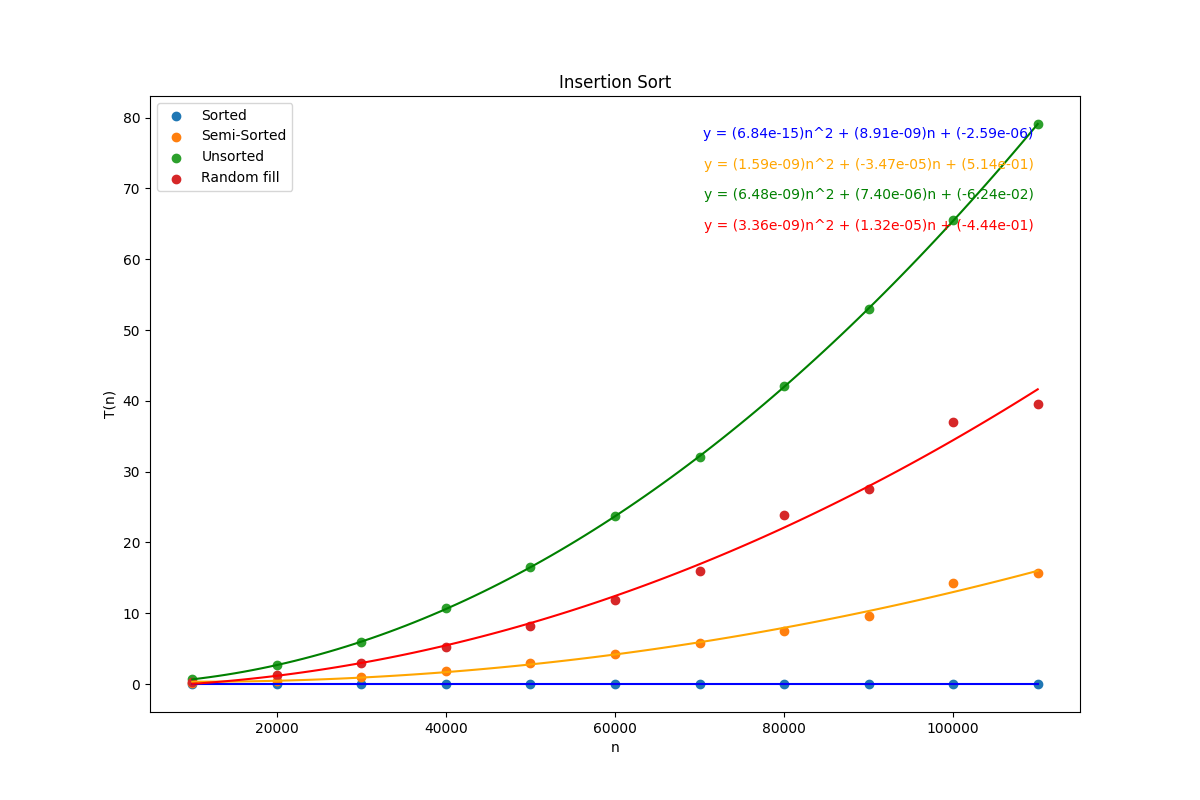 Insertion Sort
Sorted
Semi-Sorted
Unsorted
Random fill
y = (6.84e-15)n^2 + (8.91e-09)n + (-2.59e-06)
y = (1.59e-09)n^2 + (-3.47e-05)n + (5.14e-01)
y = (6.48e-09)n^2 + (7.40e-06)n + (-6.24e-02)
y = (3.36e-09)n^2 + (1.32e-05)n + (-4.44e-01)
T(n)
80
70
60
50
40
30
20
10
0
20000 40000 60000 80000 100000
n